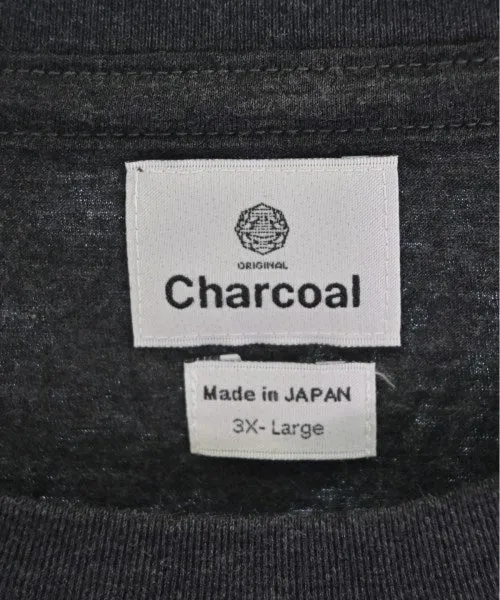 ORIGINAL
Charcoal
Made in JAPAN
3X- Large